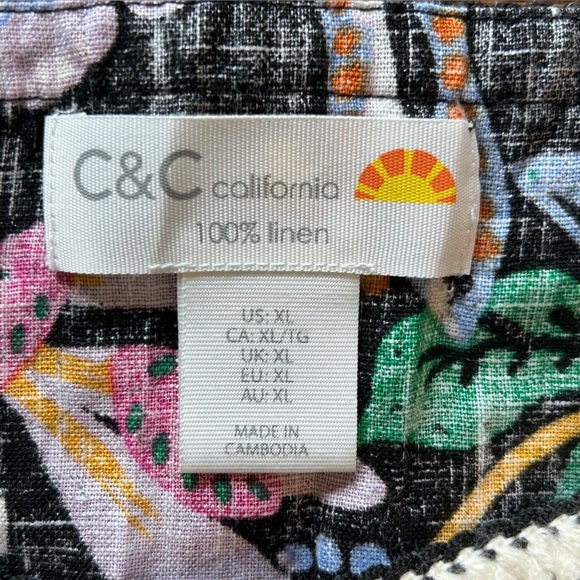 C&C california
100% linen
US: XL
CA: XL/TG
UK: XL
EU: XL
AU: XL
MADE IN
CAMBODIA